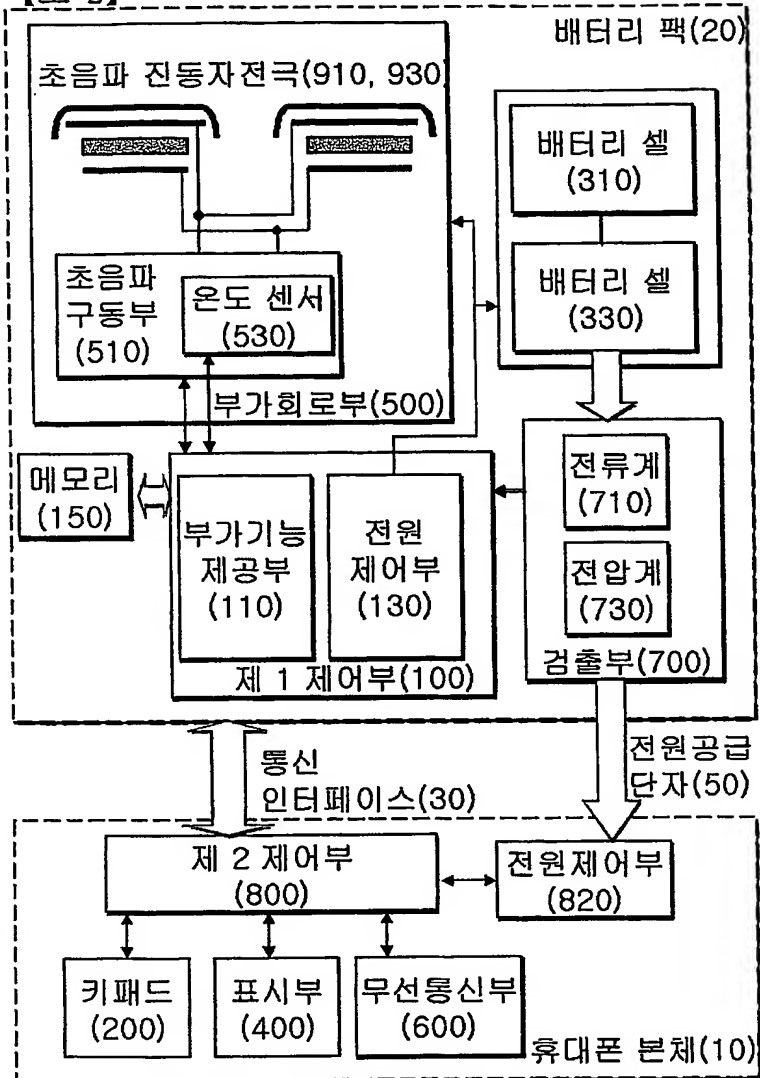 배터리 팩(20)
초음파 진동자전극(910, 930)
배터리 셀
(310)
배터리 셀
(330)
초음파
구동부
(510)
온도 센서
(530)
부가회로부(500)
메모리
(150)
부가기능
제공부
(110)
전원
제어부
(130)
제 1 제어부(100)
전류계
(710)
전압계
(730)
검출부(700)
통신
인터페이스(30)
전원공급
단자(50)
제 2 제어부
(800)
전원제어부
(820)
키패드
(200)
표시부
(400)
무선통신부
(600)
휴대폰 본체(10)